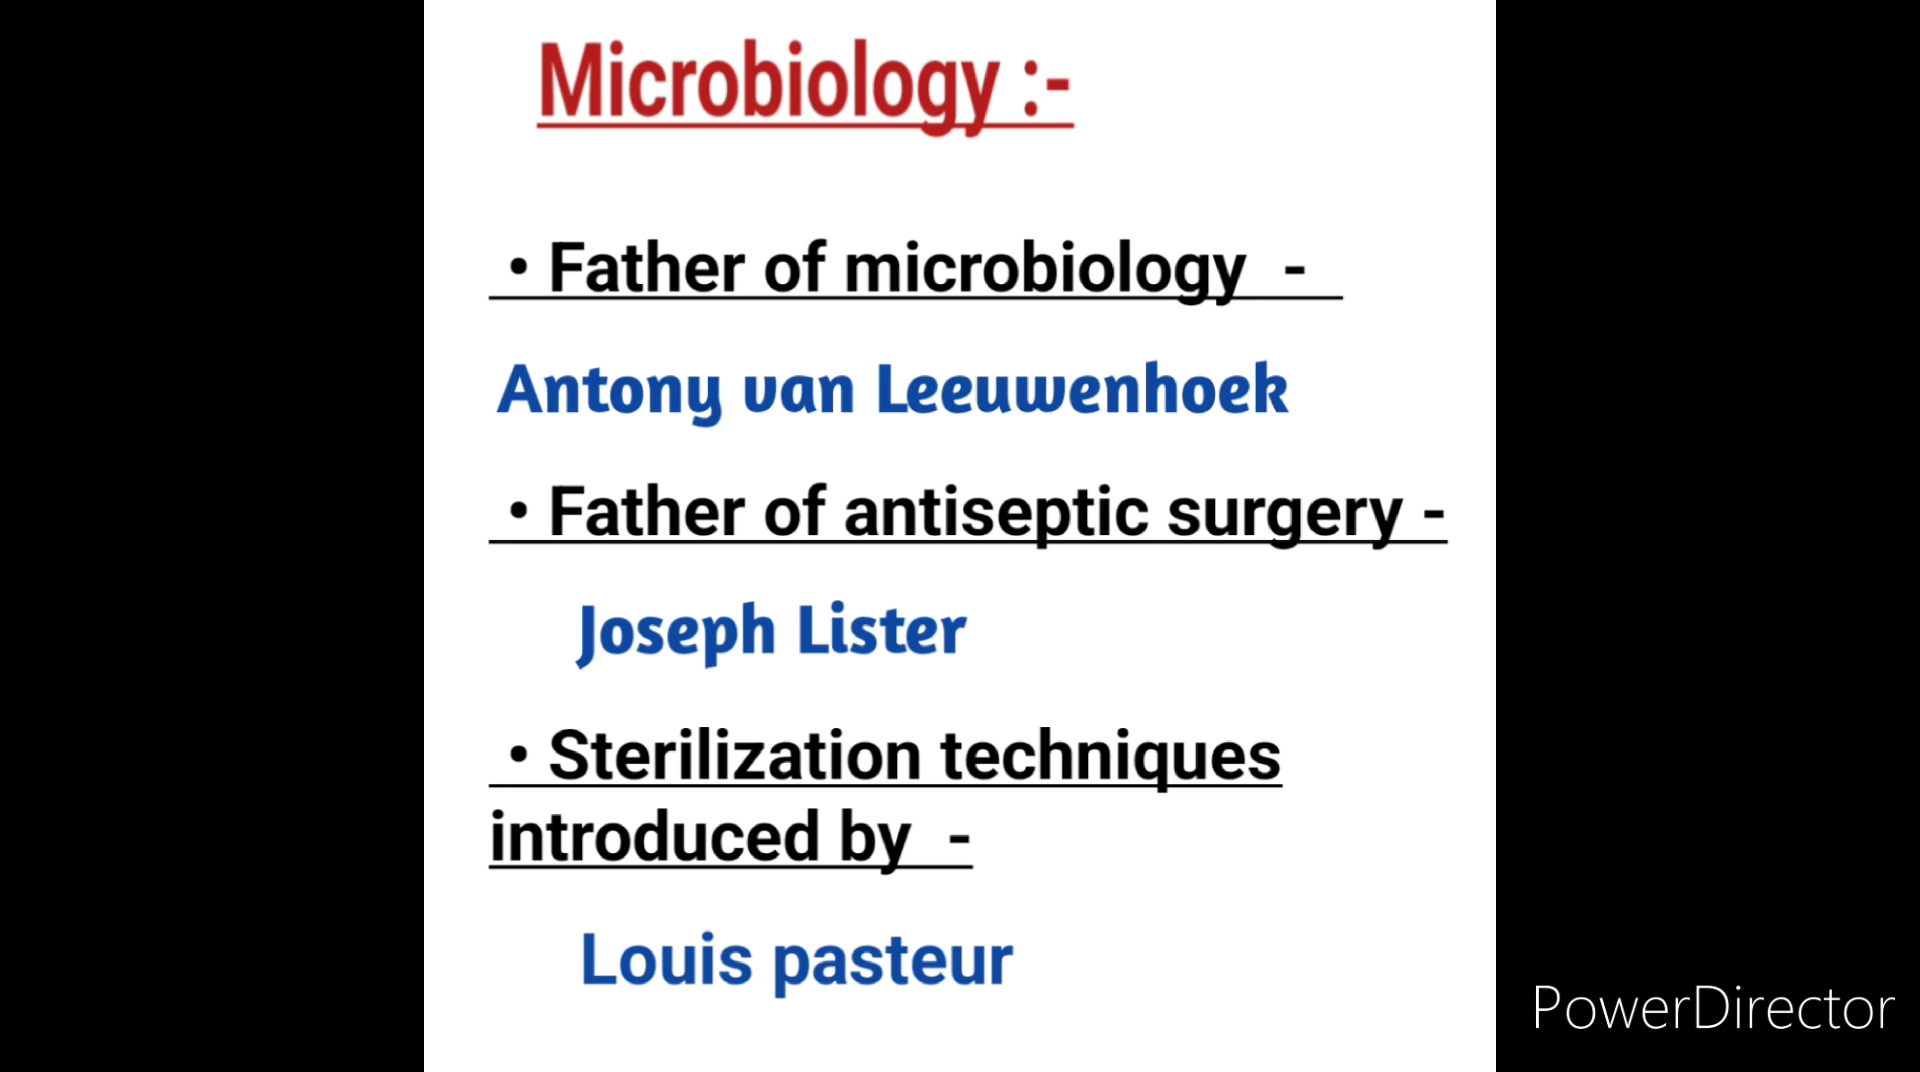 Microbiology :-
• Father of microbiology -
Antony van Leeuwenhoek
• Father of antiseptic surgery -
Joseph Lister
• Sterilization techniques
introduced by -
Louis pasteur
PowerDirector